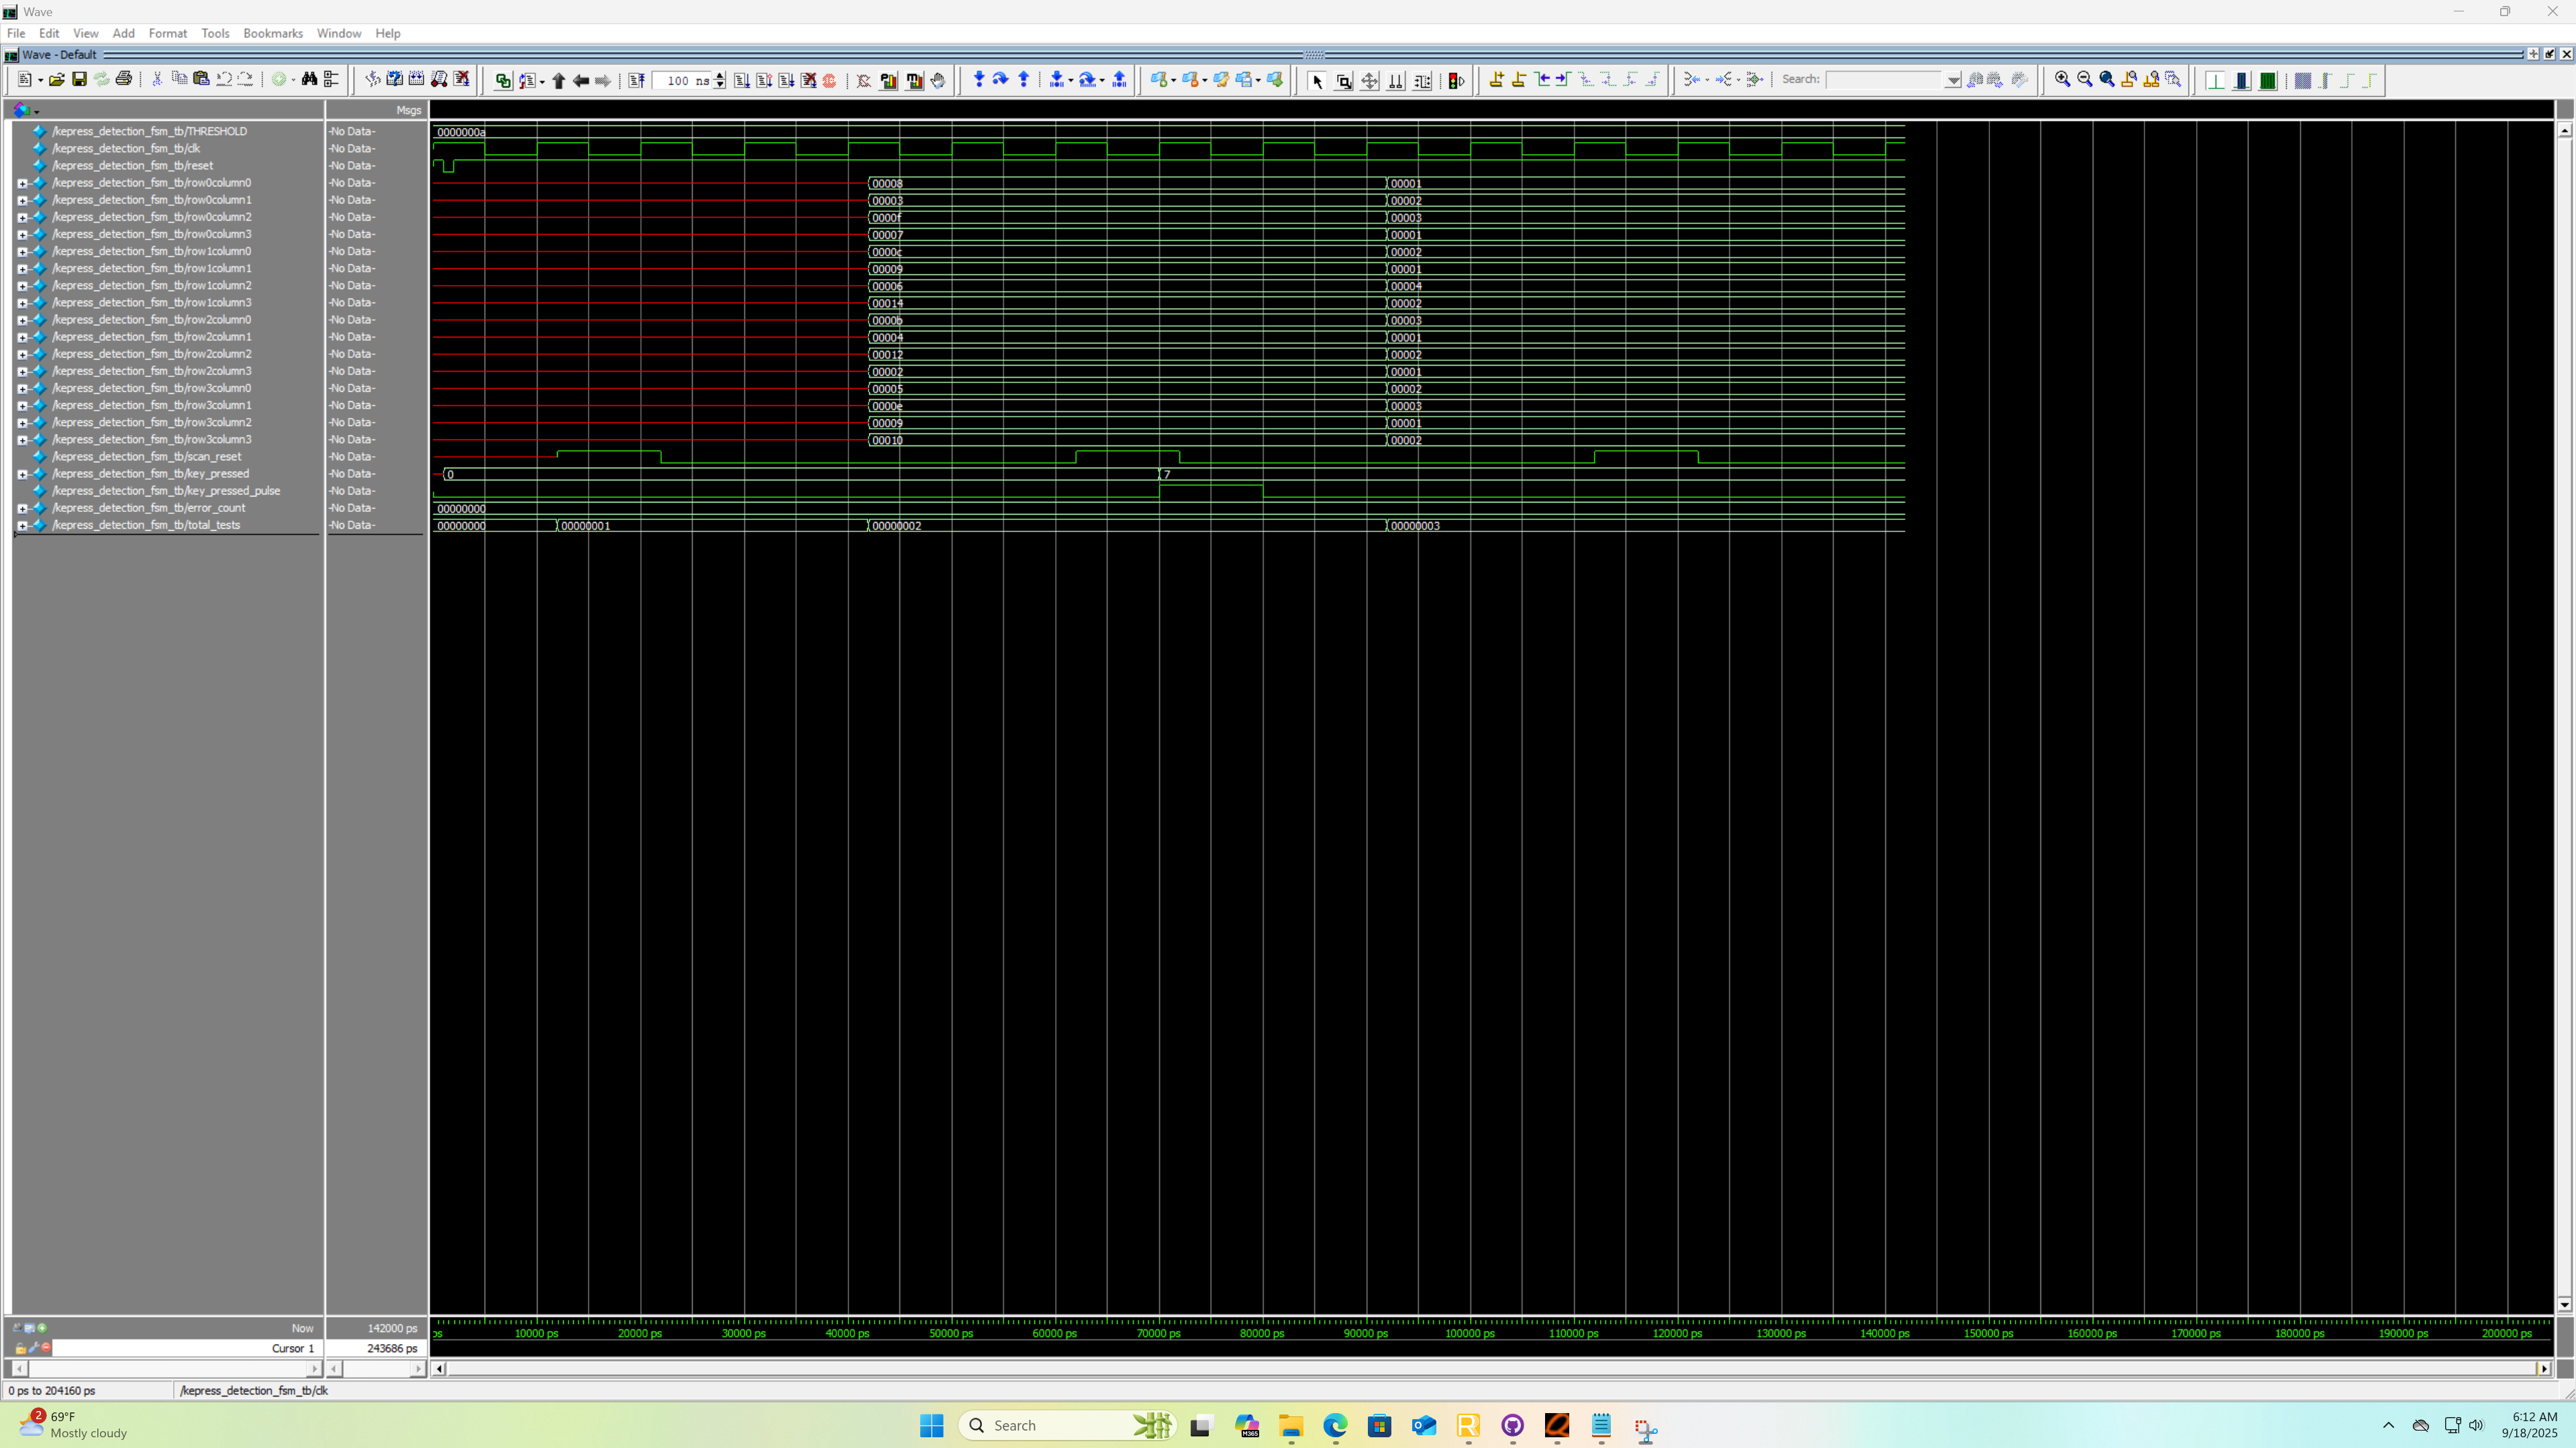 Wave
File Edit View Add Format Tools Bookmarks Window Help
Wave - Default
100 ns Search:
Msgs
/kepress_detection_fsm_tb/THRESHOLD -No Data- 0000000a
/kepress_detection_fsm_tb/clk -No Data-
/kepress_detection_fsm_tb/reset -No Data-
/kepress_detection_fsm_tb/row0column0 -No Data- 00008 00001
/kepress_detection_fsm_tb/row0column1 -No Data- 00003 00002
/kepress_detection_fsm_tb/row0column2 -No Data- 0000f 00003
/kepress_detection_fsm_tb/row0column3 -No Data- 00007 00001
/kepress_detection_fsm_tb/row1column0 -No Data- 0000c 00002
/kepress_detection_fsm_tb/row1column1 -No Data- 00009 00001
/kepress_detection_fsm_tb/row1column2 -No Data- 00006 00004
/kepress_detection_fsm_tb/row1column3 -No Data- 00014 00002
/kepress_detection_fsm_tb/row2column0 -No Data- 0000b 00003
/kepress_detection_fsm_tb/row2column1 -No Data- 00004 00001
/kepress_detection_fsm_tb/row2column2 -No Data- 00012 00002
/kepress_detection_fsm_tb/row2column3 -No Data- 00002 00001
/kepress_detection_fsm_tb/row3column0 -No Data- 00005 00002
/kepress_detection_fsm_tb/row3column1 -No Data- 0000e 00003
/kepress_detection_fsm_tb/row3column2 -No Data- 00009 00001
/kepress_detection_fsm_tb/row3column3 -No Data- 00010 00002
/kepress_detection_fsm_tb/scan_reset -No Data-
/kepress_detection_fsm_tb/key_pressed -No Data- 0 7
/kepress_detection_fsm_tb/key_pressed_pulse -No Data-
/kepress_detection_fsm_tb/error_count -No Data- 00000000
/kepress_detection_fsm_tb/total_tests -No Data- 00000000 00000001 00000002 00000003
Now 142000 ps
ps 10000 ps 20000 ps 30000 ps 40000 ps 50000 ps 60000 ps 70000 ps 80000 ps 90000 ps 100000 ps 110000 ps 120000 ps 130000 ps 140000 ps 150000 ps 160000 ps 170000 ps 180000 ps 190000 ps 200000 ps
Cursor 1 243686 ps
0 ps to 204160 ps /kepress_detection_fsm_tb/clk
2 69°F
Mostly cloudy
Search
M365
6:12 AM
9/18/2025